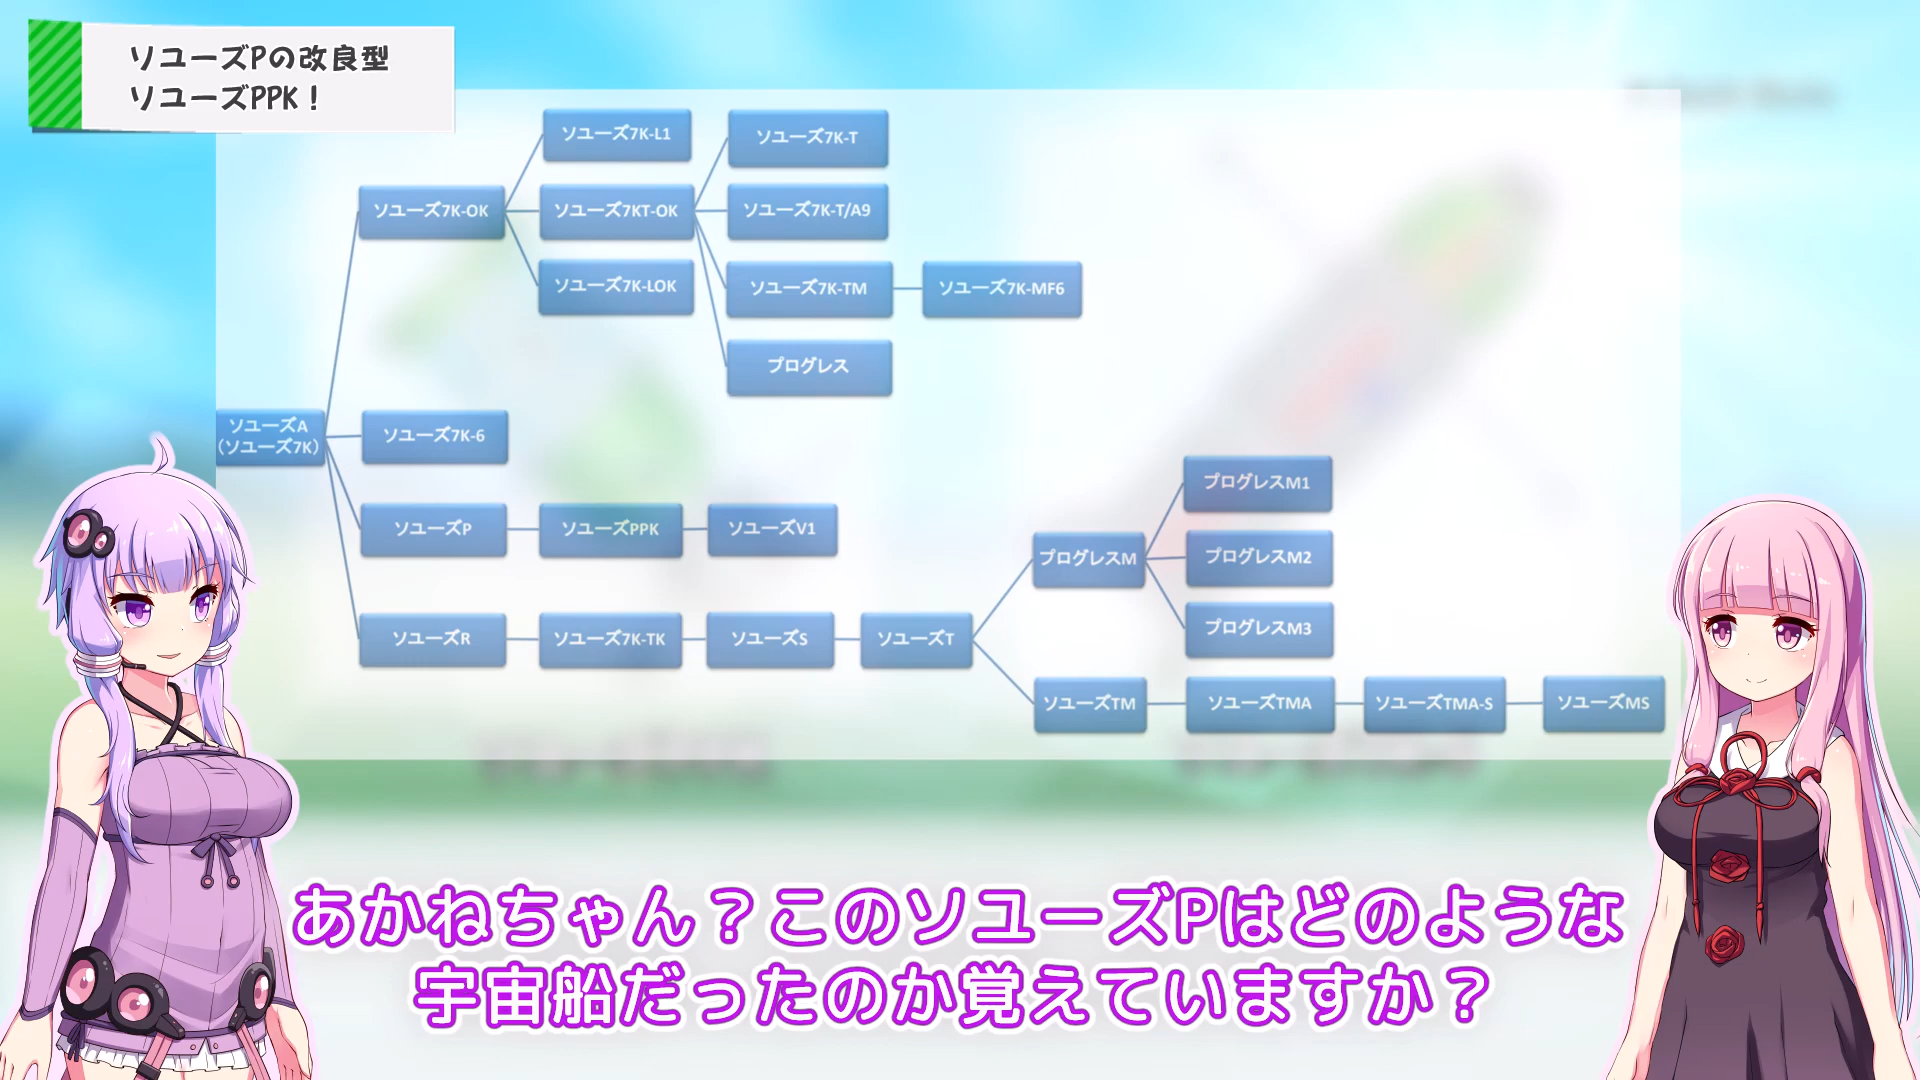 ソユーズPの改良型
ソユーズPPK！
ソユーズ7K-L1
ソユーズ7K-T
ソユーズ7K-OK
ソユーズ7KT-OK
ソユーズ7K-T/A9
ソユーズ7K-LOK
ソユーズ7K-TM
ソユーズ7K-MF6
プログレス
ソユーズA
（ソユーズ7K）
ソユーズ7K-6
ソユーズP
ソユーズPPK
ソユーズV1
プログレスM1
プログレスM
プログレスM2
プログレスM3
ソユーズR
ソユーズ7K-TK
ソユーズS
ソユーズT
ソユーズTM
ソユーズTMA
ソユーズTMA-S
ソユーズMS
あかねちゃん？このソユーズPはどのような
宇宙船だったのか覚えていますか？